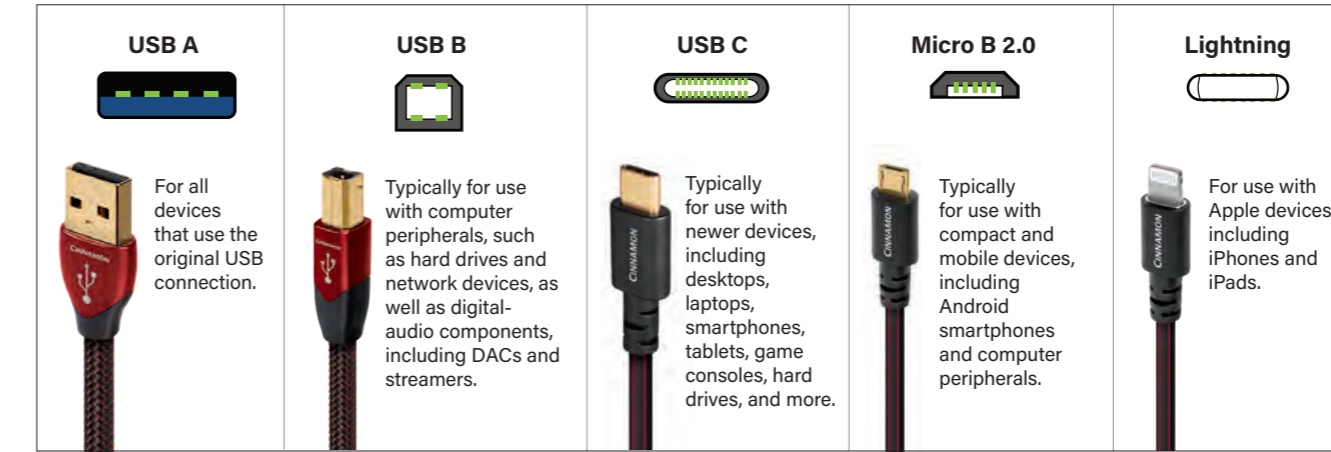 USB A
For all
devices
that use the
original USB
connection.
CINNAMON
USB B
Typically for use
with computer
peripherals, such
as hard drives and
network devices, as
well as digital-
audio components,
including DACs and
streamers.
CINNAMON
USB C
Typically
for use with
newer devices,
including
desktops,
laptops,
smartphones,
tablets, game
consoles, hard
drives, and more.
CINNAMON
Micro B 2.0
Typically
for use with
compact and
mobile devices,
including
Android
smartphones
and computer
peripherals.
CINNAMON
Lightning
For use with
Apple devices
including
iPhones and
iPads.
CINNAMON